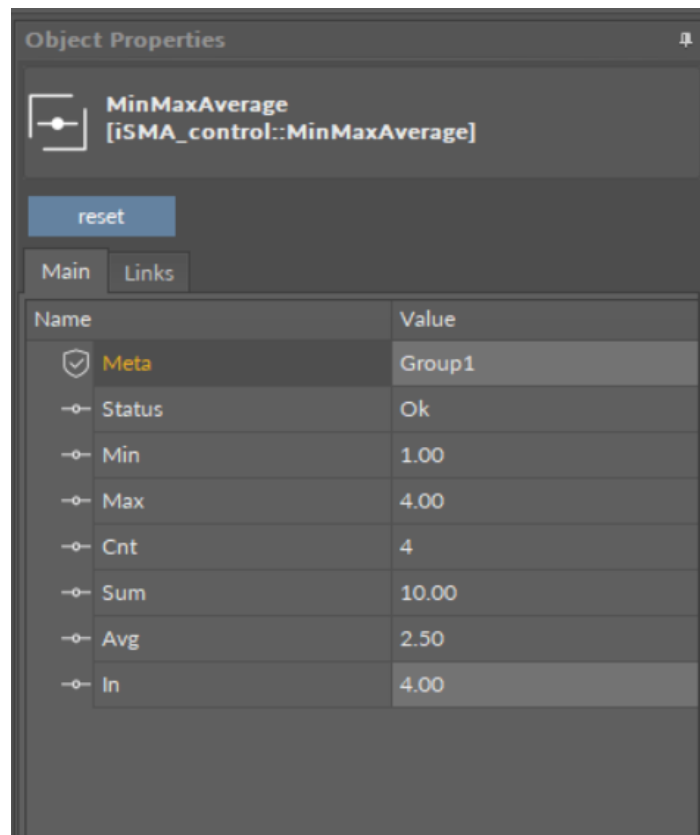 Object Properties
MinMaxAverage
[iSMA_control::MinMaxAverage]
reset
Main Links
Name Value
Meta Group1
Status Ok
Min 1.00
Max 4.00
Cnt 4
Sum 10.00
Avg 2.50
In 4.00